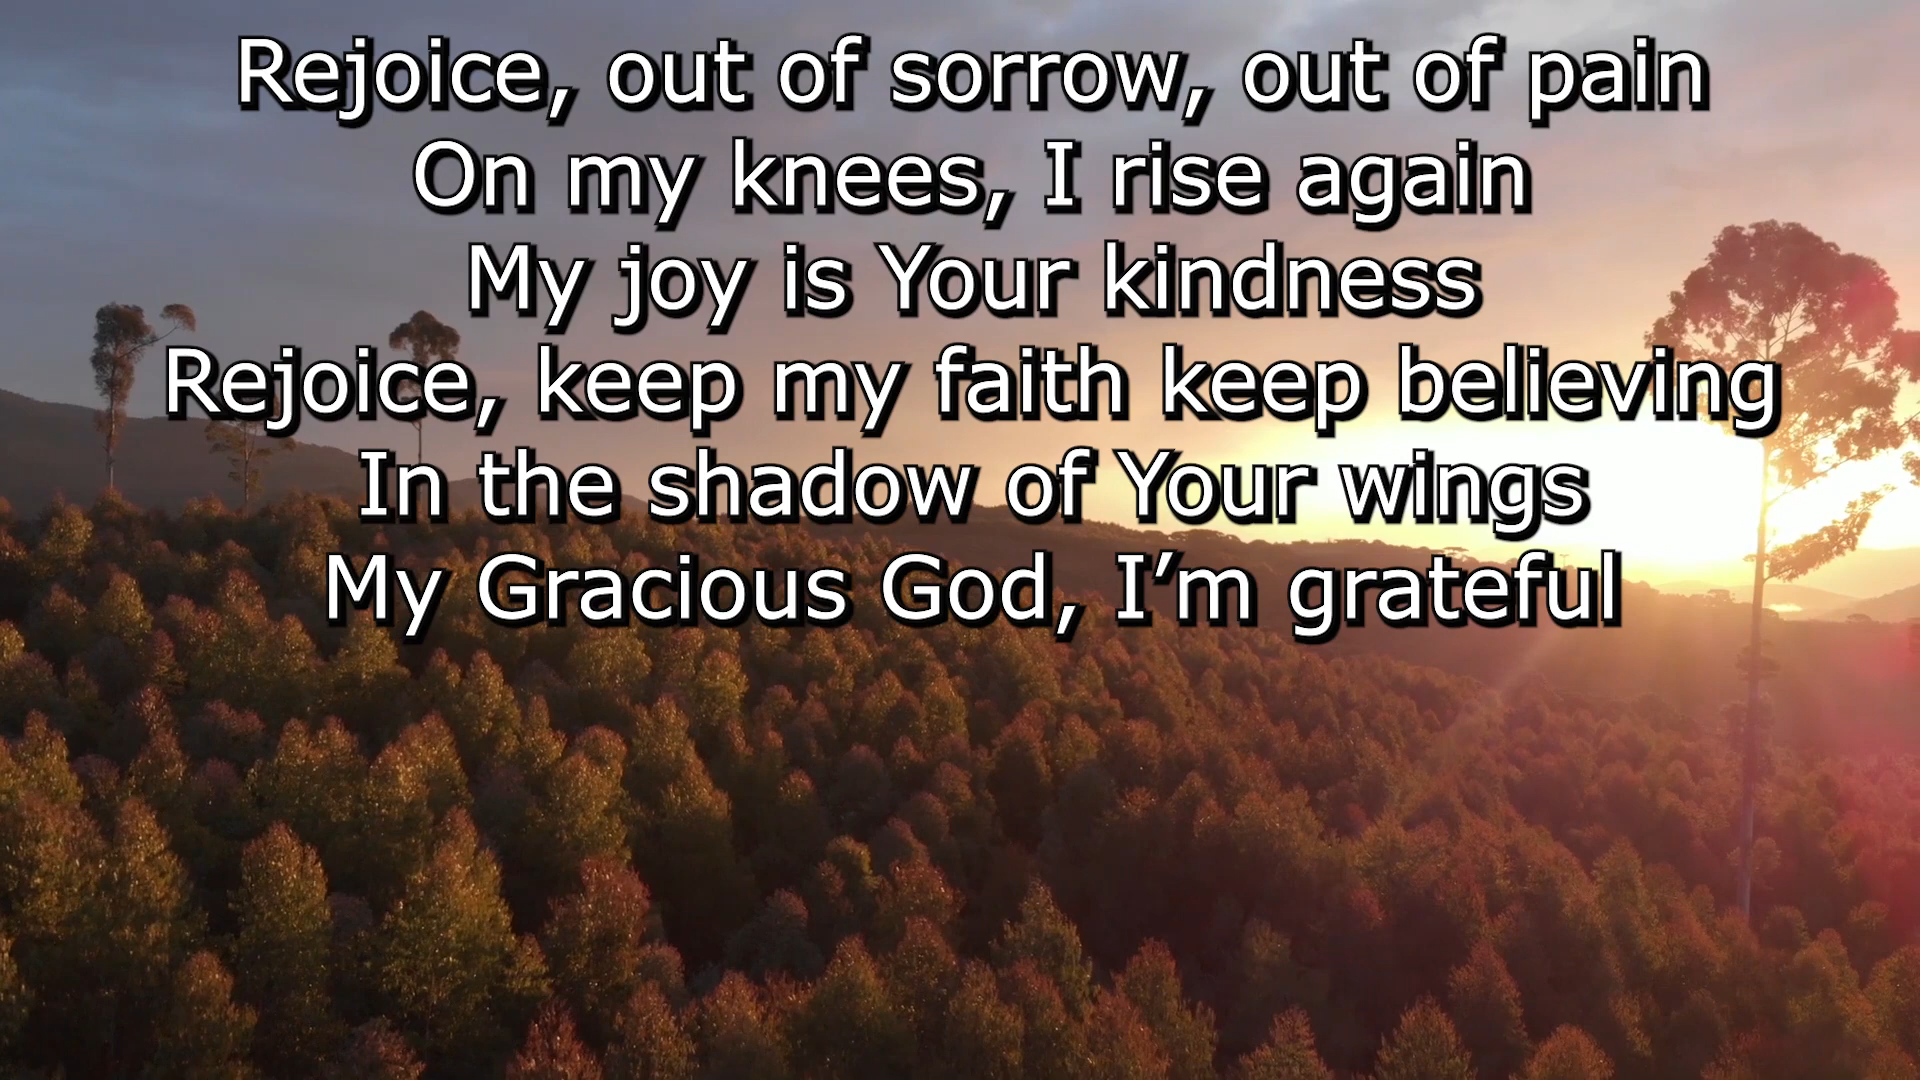 Rejoice, out of sorrow, out of pain
On my knees, I rise again
My joy is Your kindness
Rejoice, keep my faith keep believing
In the shadow of Your wings
My Gracious God, I’m grateful